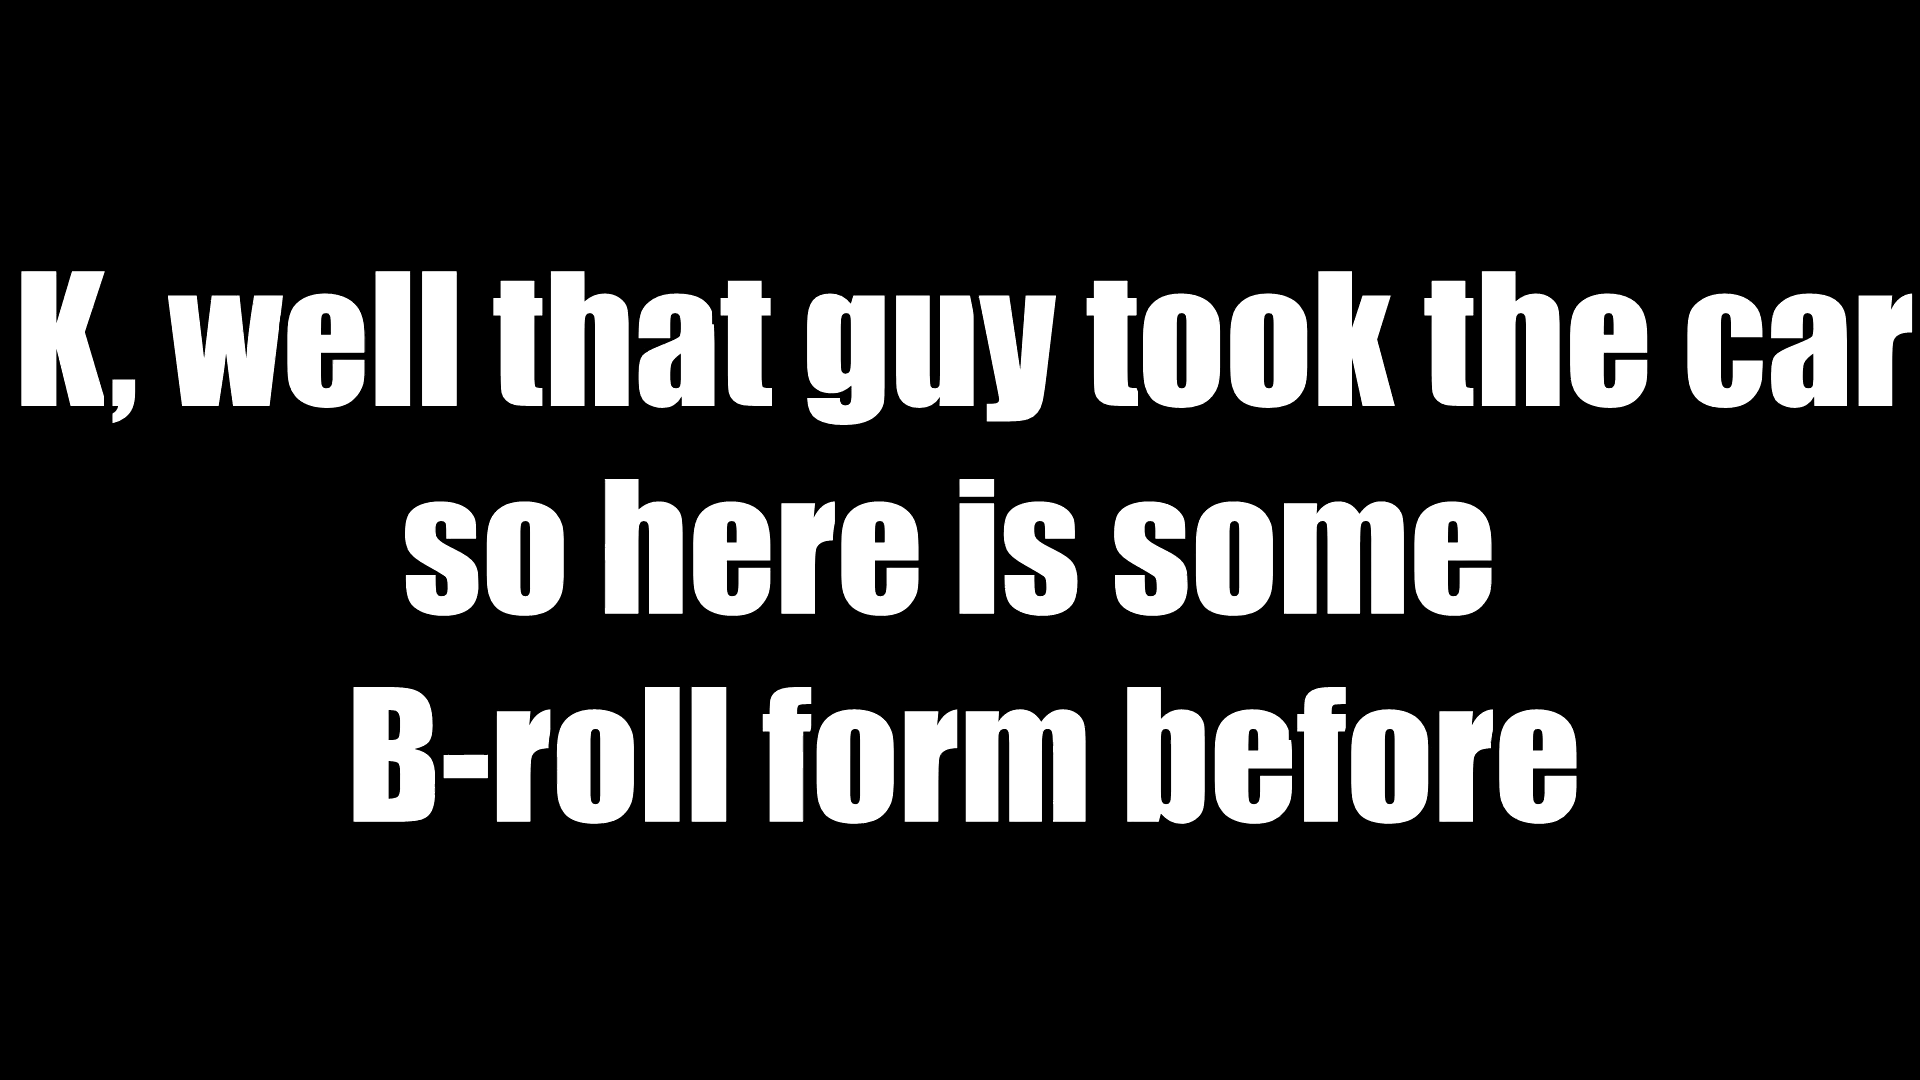 K, well that guy took the car
so here is some
B-roll form before